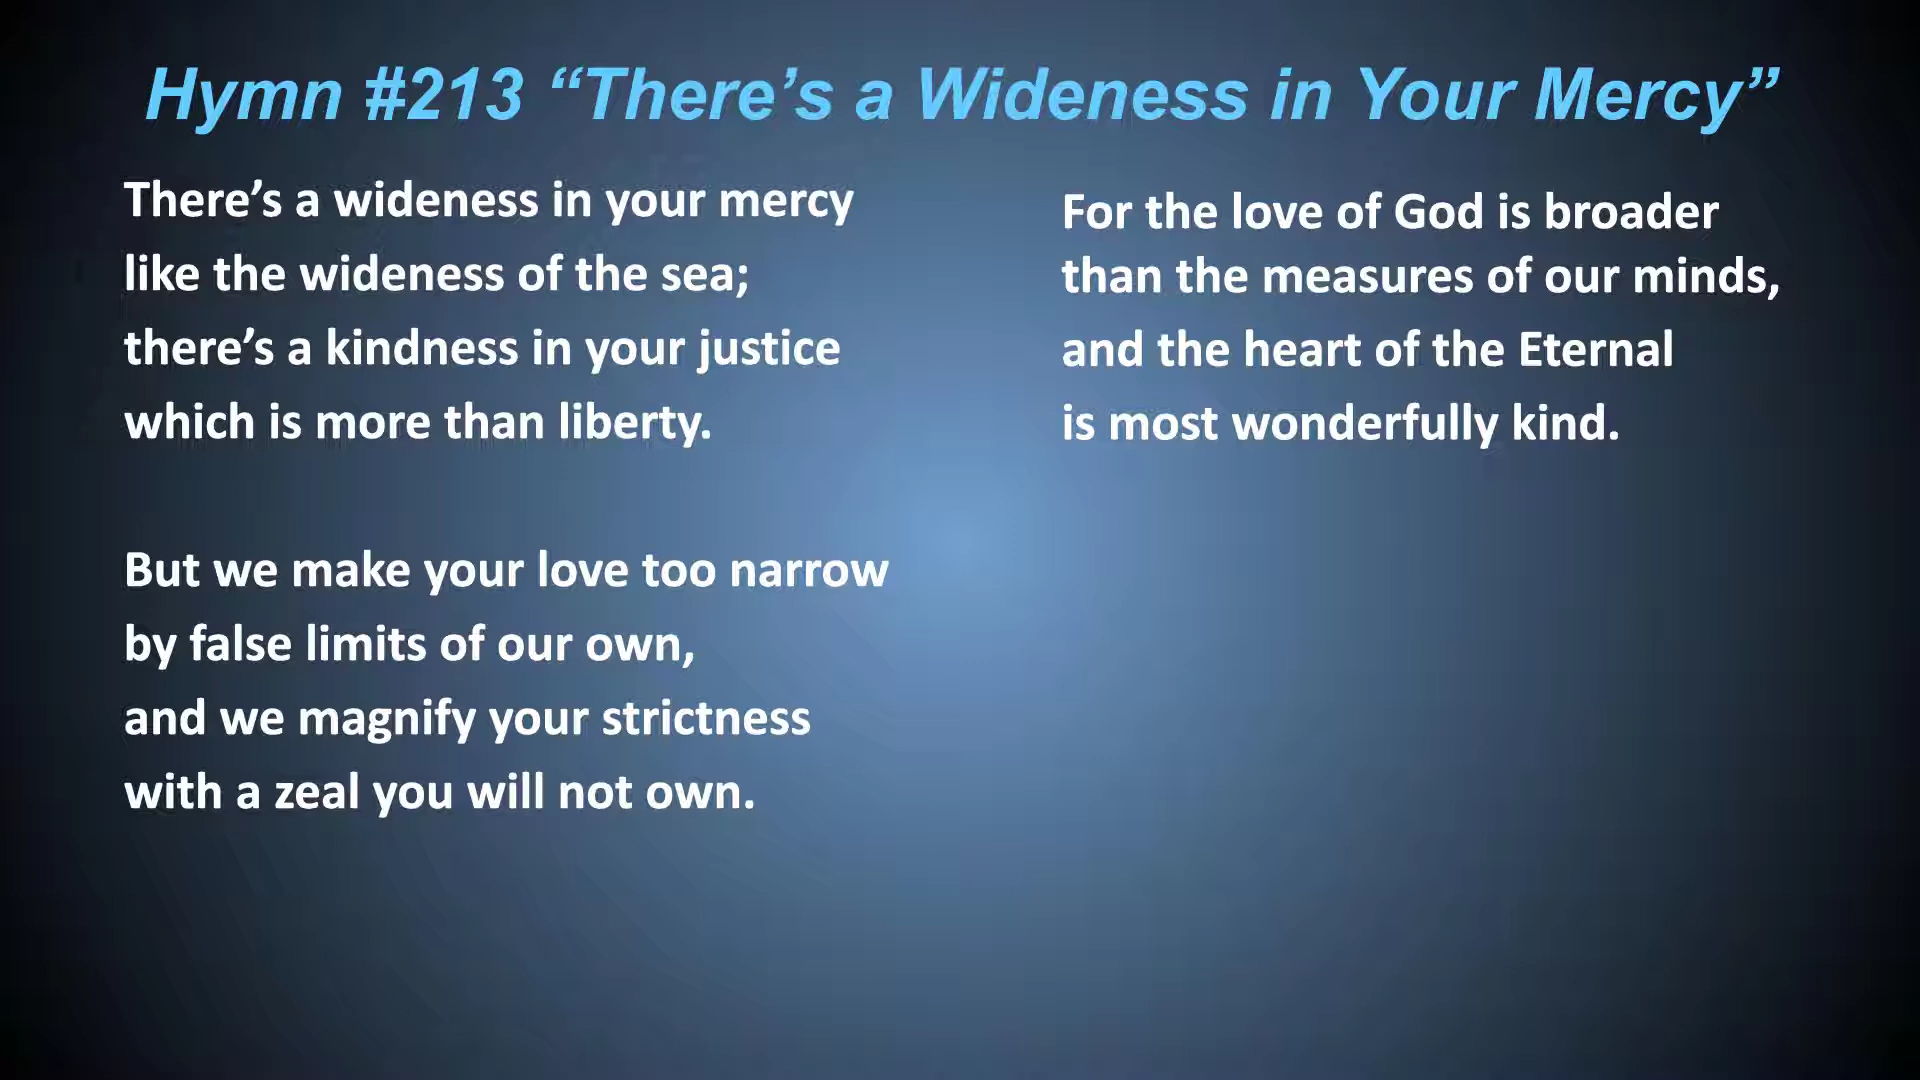 Hymn #213 “There’s a Wideness in Your Mercy”
There’s a wideness in your mercy
like the wideness of the sea;
there’s a kindness in your justice
which is more than liberty.
But we make your love too narrow
by false limits of our own,
and we magnify your strictness
with a zeal you will not own.
For the love of God is broader
than the measures of our minds,
and the heart of the Eternal
is most wonderfully kind.